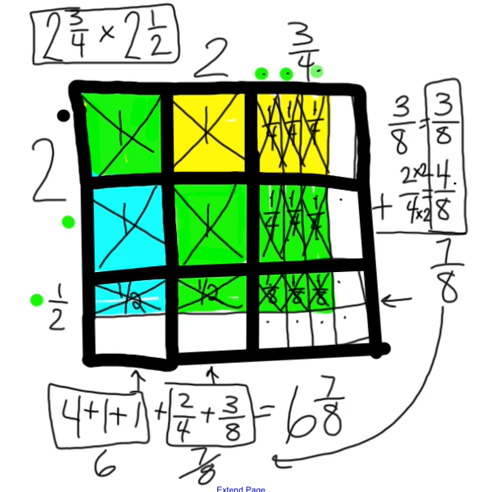 2 3/4 × 2 1/2
2 3/4
3/8 = 3/8
2×2/4×2 = 4/8
+
7/8
2
1 1 1/4 1/4 1/4
1 1 1/4 1/4 1/4
1/2
1/2 1/2 1/8 1/8 1/8
4+1+1 + 2/4 + 3/8 = 6 7/8
6 7/8
Extend Page